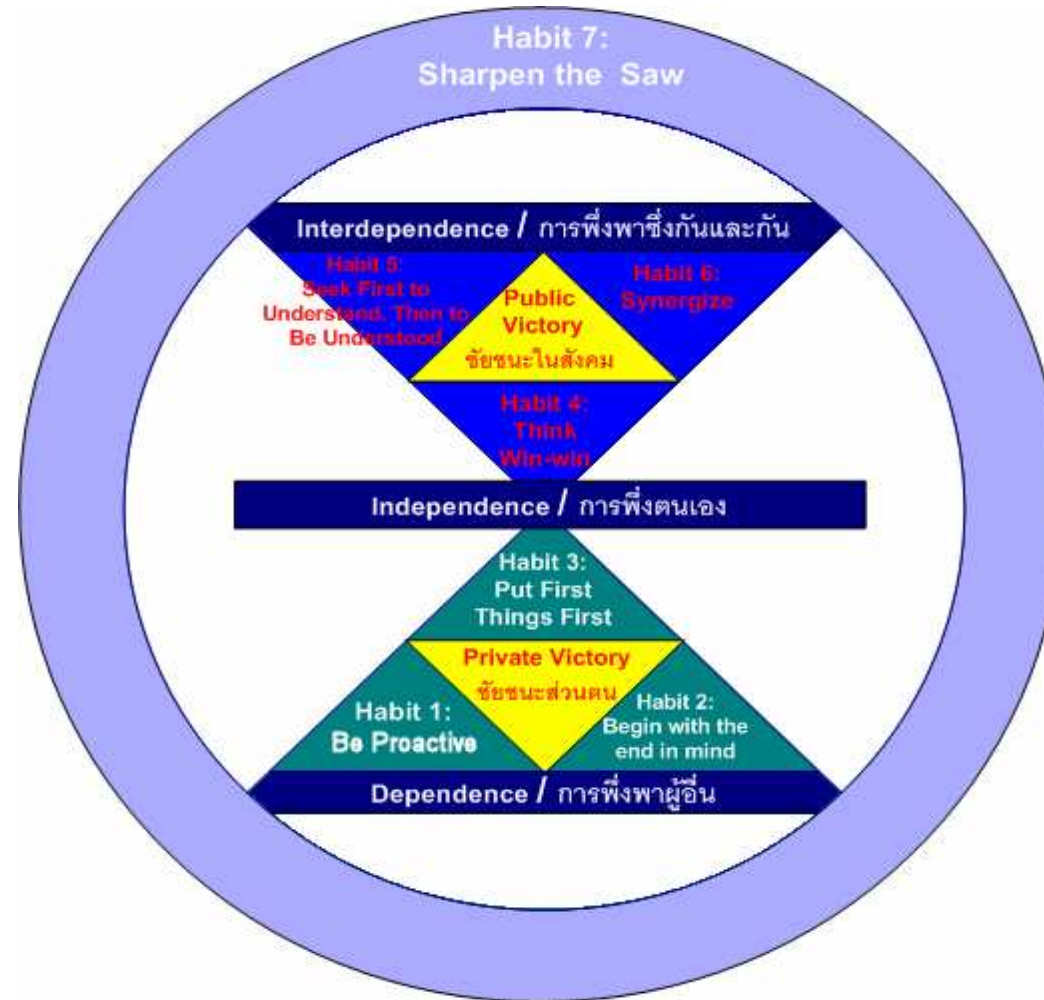 Habit 7:
Sharpen the Saw
Interdependence / การพึ่งพาซึ่งกันและกัน
Habit 5:
Seek First to
Understand. Then to
Be Understood
Public
Victory
ชัยชนะในสังคม
Habit 6:
Synergize
Habit 4:
Think
Win-win
Independence / การพึ่งตนเอง
Habit 3:
Put First
Things First
Private Victory
ชัยชนะส่วนตน
Habit 1:
Be Proactive
Habit 2:
Begin with the
end in mind
Dependence / การพึ่งพาผู้อื่น